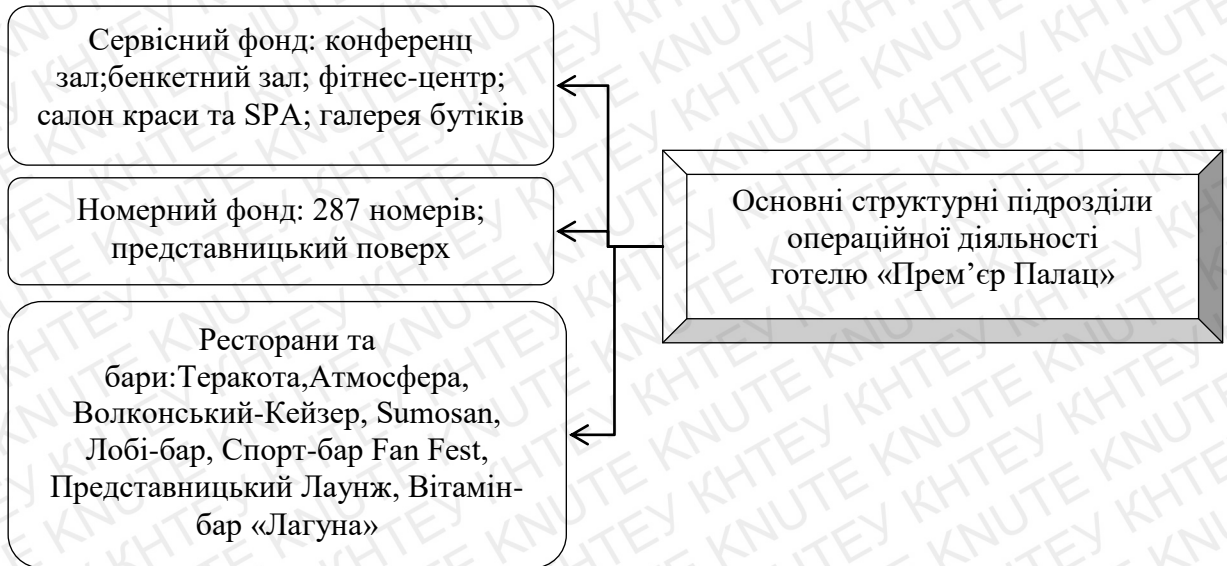 Сервісний фонд: конференц
зал;бенкетний зал; фітнес-центр;
салон краси та SPA; галерея бутіків
Номерний фонд: 287 номерів;
представницький поверх
Ресторани та
бари:Теракота,Атмосфера,
Волконський-Кейзер, Sumosan,
Лобі-бар, Спорт-бар Fan Fest,
Представницький Лаунж, Вітамін-
бар «Лагуна»
Основні структурні підрозділи
операційної діяльності
готелю «Прем’єр Палац»